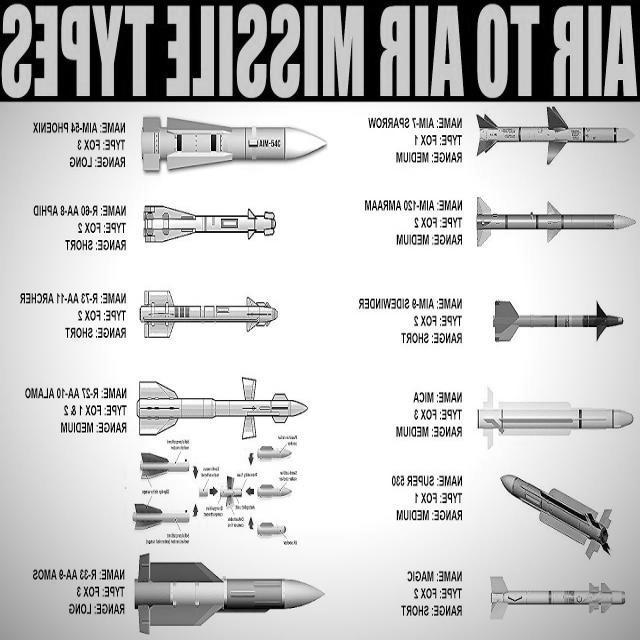 AIR TO AIR MISSILE TYPES
NAME: AIM-7 SPARROW
TYPE: FOX 1
RANGE: MEDIUM
NAME: AIM-120 AMRAAM
TYPE: FOX 2
RANGE: MEDIUM
NAME: AIM-9 SIDEWINDER
TYPE: FOX 2
RANGE: SHORT
NAME: MICA
TYPE: FOX 3
RANGE: MEDIUM
NAME: SUPER 530
TYPE: FOX 1
RANGE: MEDIUM
NAME: MAGIC
TYPE: FOX 2
RANGE: SHORT
AIM-54C
NAME: AIM-54 PHOENIX
TYPE: FOX 3
RANGE: LONG
NAME: R-60 AA-8 APHID
TYPE: FOX 2
RANGE: SHORT
NAME: R-73 AA-11 ARCHER
TYPE: FOX 2
RANGE: SHORT
NAME: R-27 AA-10 ALAMO
TYPE: FOX 1 & 2
RANGE: MEDIUM
NAME: R-33 AA-9 AMOS
TYPE: FOX 3
RANGE: LONG